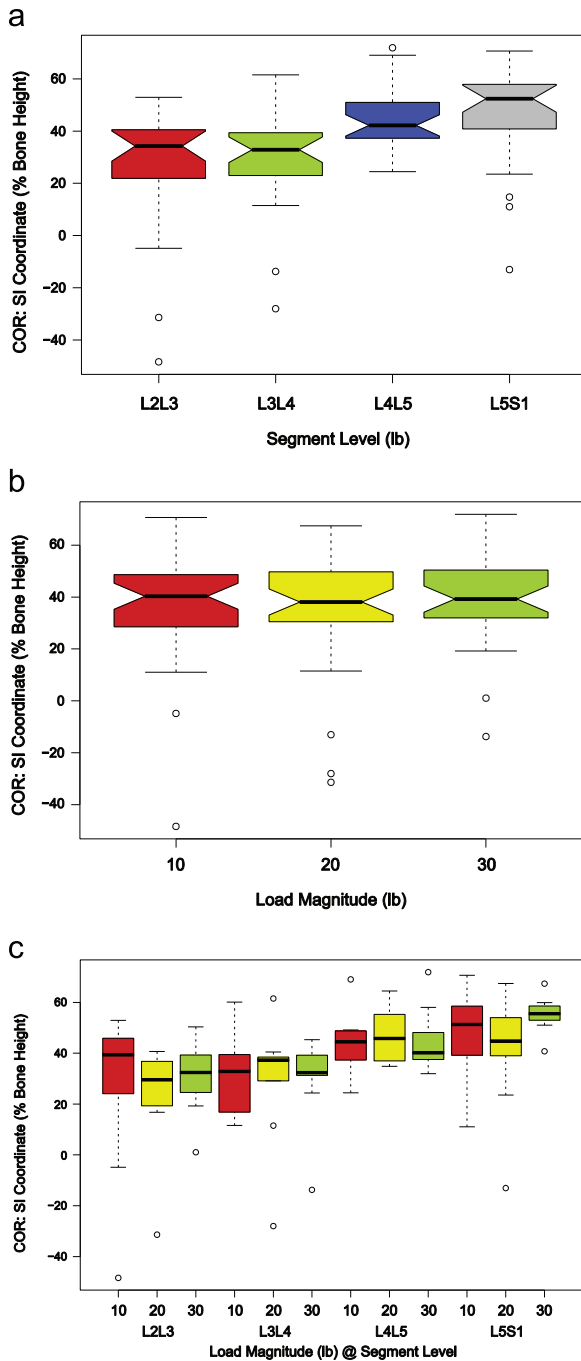 a
COR: SI Coordinate (% Bone Height)
60
40
20
0
−20
−40
L2L3 L3L4 L4L5 L5S1
Segment Level (lb)
b
COR: SI Coordinate (% Bone Height)
60
40
20
0
−20
−40
10 20 30
Load Magnitude (lb)
c
COR: SI Coordinate (% Bone Height)
60
40
20
0
−20
−40
10 20 30 10 20 30 10 20 30 10 20 30
L2L3 L3L4 L4L5 L5S1
Load Magnitude (lb) @ Segment Level